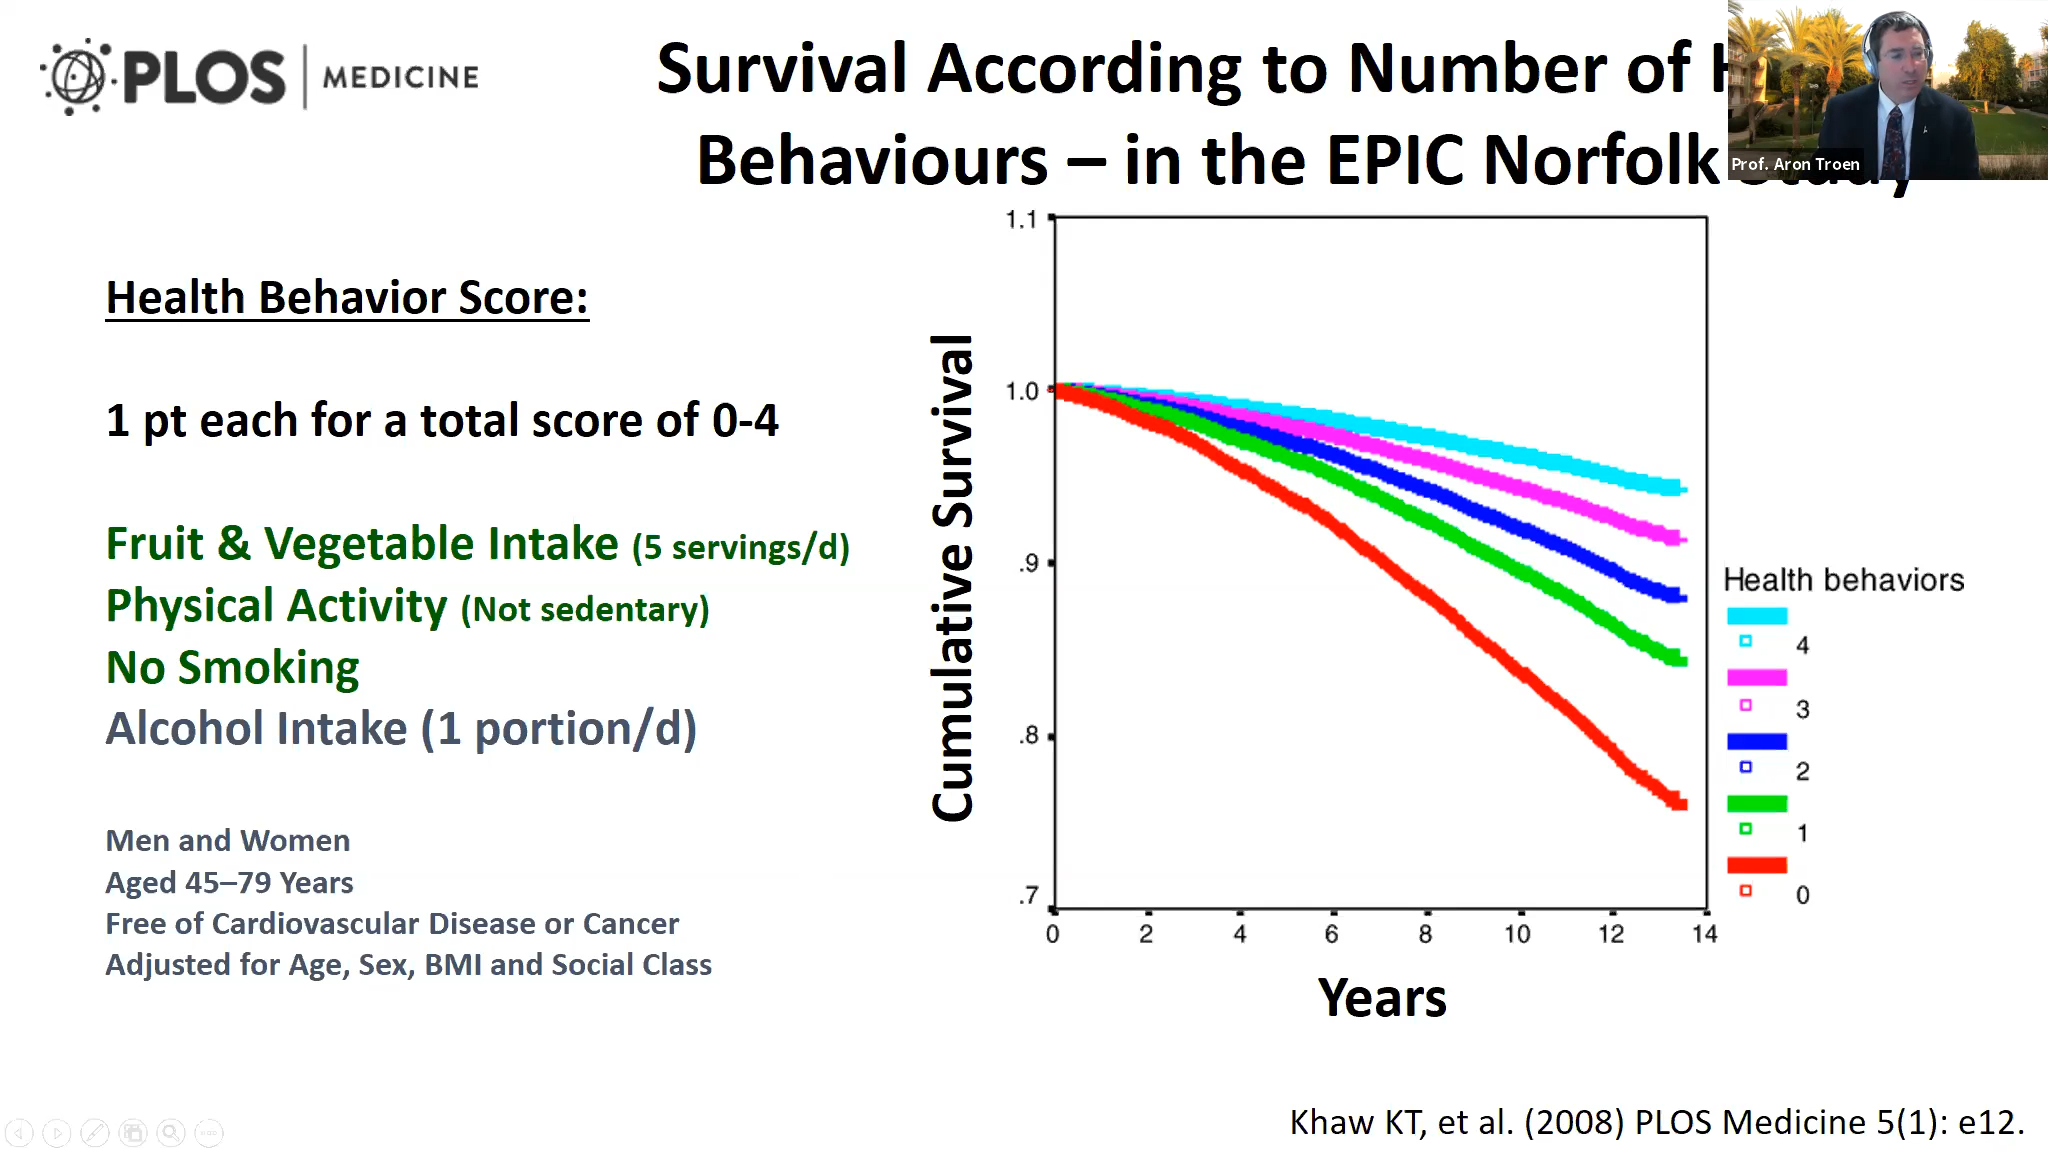 PLOS MEDICINE
Survival According to Number of
Behaviours – in the EPIC Norfolk
Prof. Aron Troen
Health Behavior Score:
1 pt each for a total score of 0-4
Fruit & Vegetable Intake (5 servings/d)
Physical Activity (Not sedentary)
No Smoking
Alcohol Intake (1 portion/d)
Men and Women
Aged 45–79 Years
Free of Cardiovascular Disease or Cancer
Adjusted for Age, Sex, BMI and Social Class
Cumulative Survival
1.1
1.0
.9
.8
.7
0 2 4 6 8 10 12 14
Years
Health behaviors
4
3
2
1
0
Khaw KT, et al. (2008) PLOS Medicine 5(1): e12.